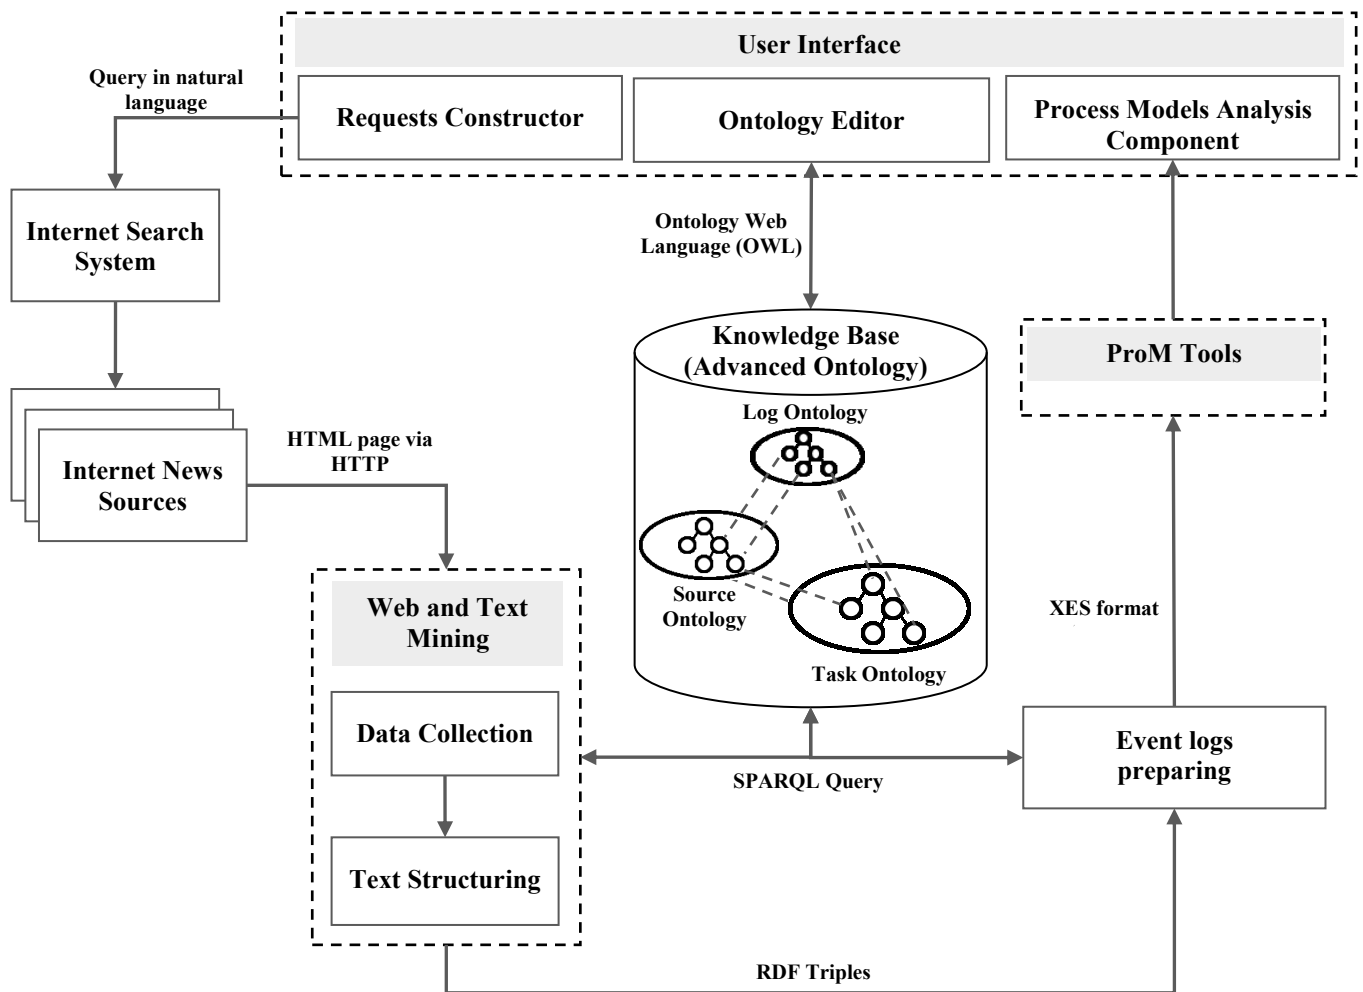 User Interface
Query in natural
language
Requests Constructor
Ontology Editor
Process Models Analysis
Component
Internet Search
System
Ontology Web
Language (OWL)
Knowledge Base
(Advanced Ontology)
ProM Tools
Log Ontology
HTML page via
HTTP
Internet News
Sources
Source
Ontology
Task Ontology
XES format
Web and Text
Mining
Data Collection
SPARQL Query
Event logs
preparing
Text Structuring
RDF Triples